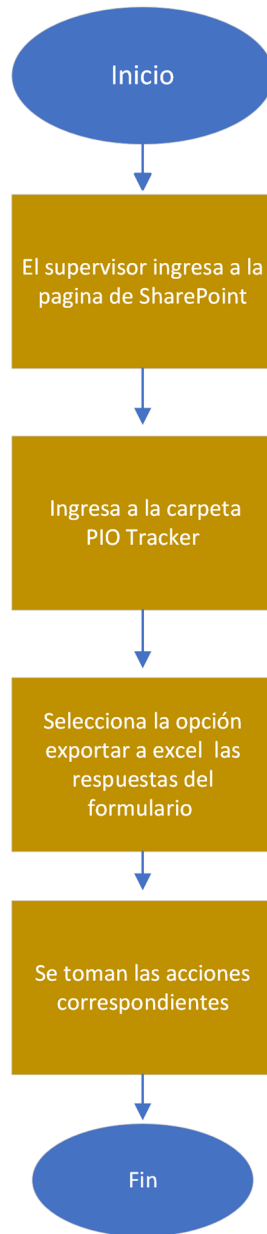 Inicio
El supervisor ingresa a la
pagina de SharePoint
Ingresa a la carpeta
PIO Tracker
Selecciona la opción
exportar a excel  las
respuestas del
formulario
Se toman las acciones
correspondientes
Fin